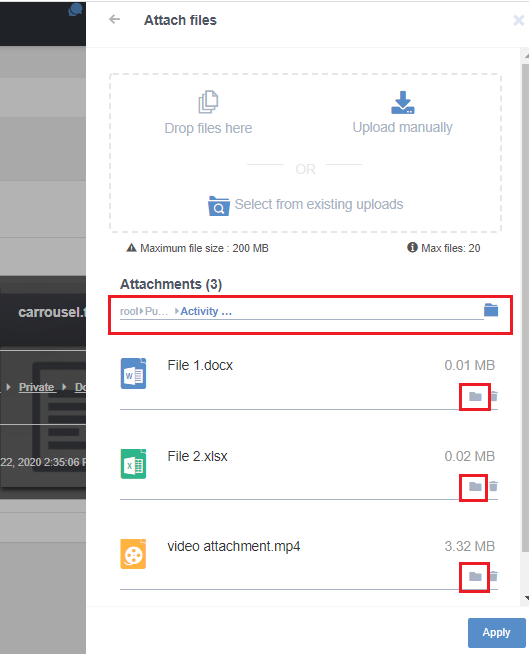 Attach files
Drop files here
Upload manually
OR
Select from existing uploads
Maximum file size : 200 MB
Max files: 20
Attachments (3)
root Pu... Activity ...
File 1.docx
0.01 MB
File 2.xlsx
0.02 MB
video attachment.mp4
3.32 MB
Apply
carrousel.
Private
22, 2020 2:35:06